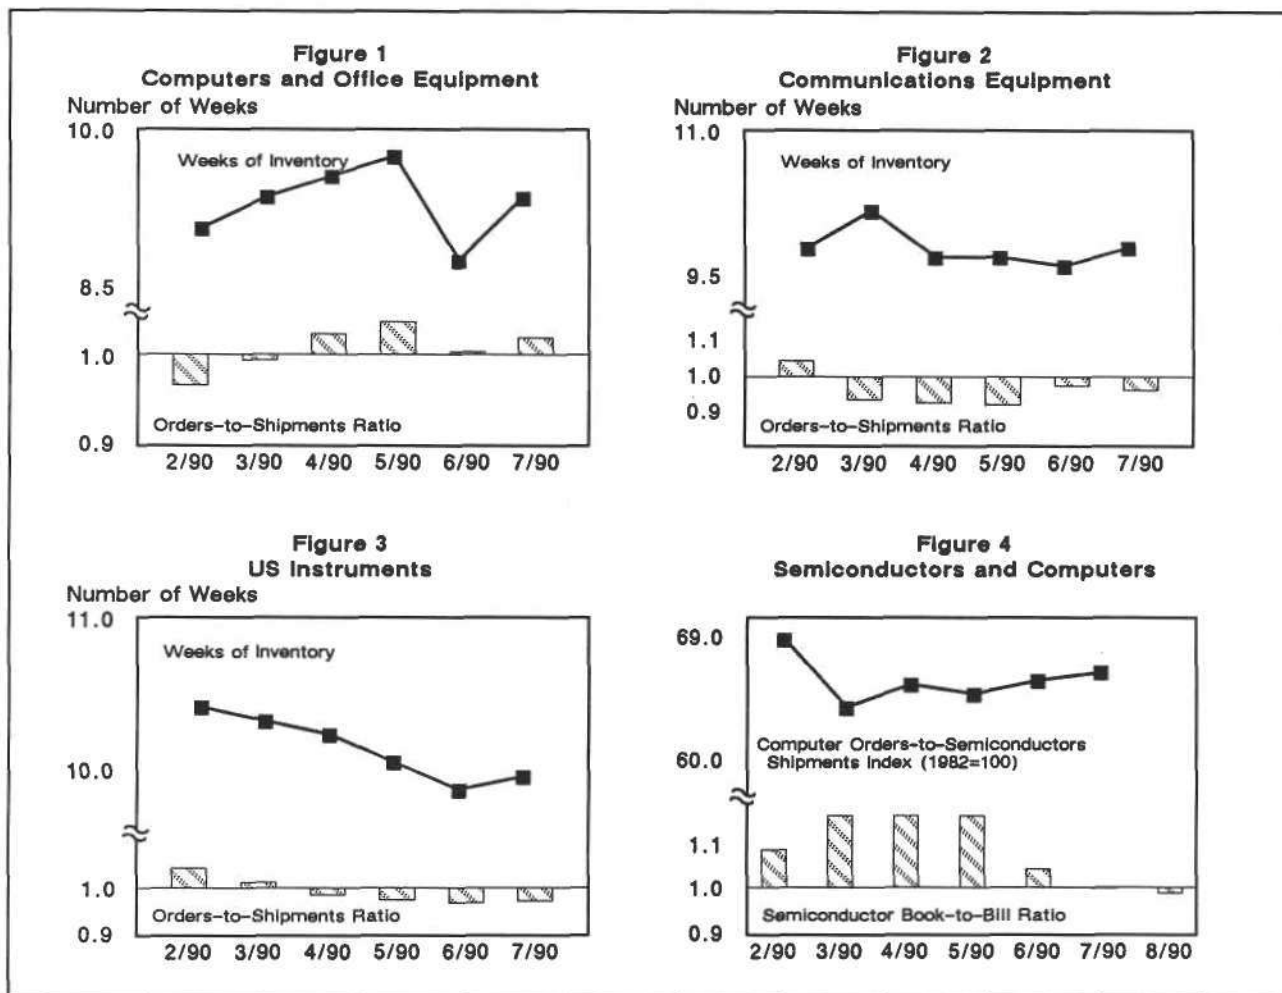 Figure 1
Computers and Office Equipment
Number of Weeks
10.0
Weeks of Inventory
8.5
1.0
Orders-to-Shipments Ratio
0.9
2/90 3/90 4/90 5/90 6/90 7/90
Figure 2
Communications Equipment
Number of Weeks
11.0
Weeks of Inventory
9.5
1.1
1.0
0.9
Orders-to-Shipments Ratio
2/90 3/90 4/90 5/90 6/90 7/90
Figure 3
US Instruments
Number of Weeks
11.0
Weeks of Inventory
10.0
1.0
Orders-to-Shipments Ratio
0.9
2/90 3/90 4/90 5/90 6/90 7/90
Figure 4
Semiconductors and Computers
69.0
Computer Orders-to-Semiconductors
Shipments Index (1982=100)
60.0
1.1
1.0
Semiconductor Book-to-Bill Ratio
0.9
2/90 3/90 4/90 5/90 6/90 7/90 8/90